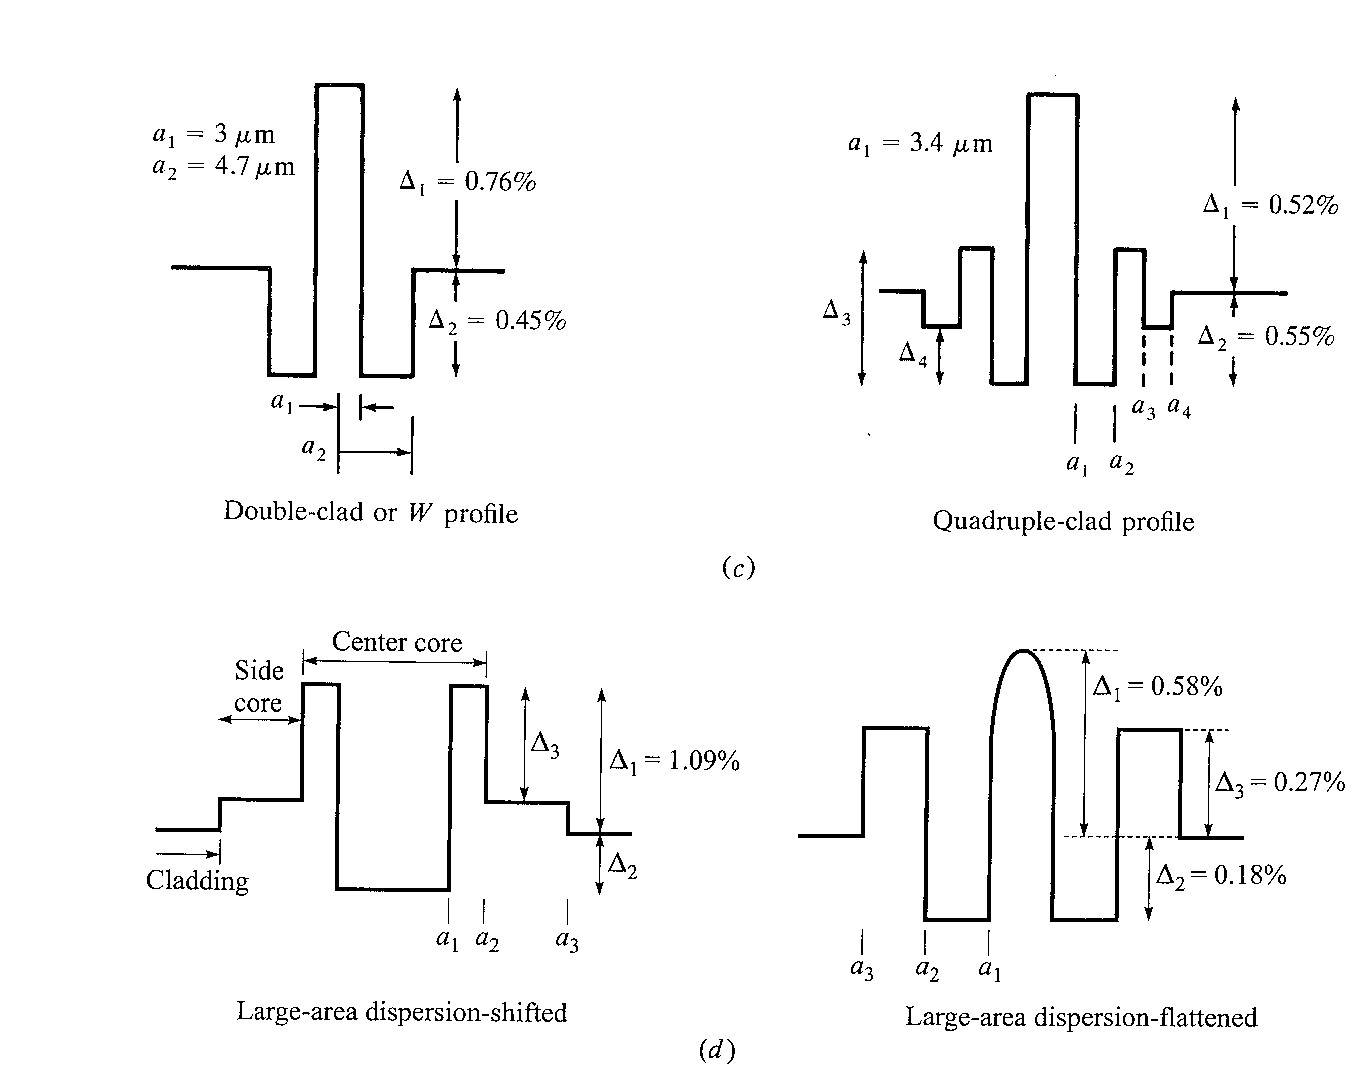 a₁ = 3 μm
a₂ = 4.7 μm
Δ₁ = 0.76%
Δ₂ = 0.45%
a₁
a₂
Double-clad or W profile
a₁ = 3.4 μm
Δ₁ = 0.52%
Δ₃
Δ₂ = 0.55%
Δ₄
a₃ a₄
a₁ a₂
Quadruple-clad profile
(c)
Center core
Side
core
Δ₃
Δ₁ = 1.09%
Δ₂
Cladding
a₁ a₂ a₃
Large-area dispersion-shifted
Δ₁ = 0.58%
Δ₃ = 0.27%
Δ₂ = 0.18%
a₃ a₂ a₁
Large-area dispersion-flattened
(d)